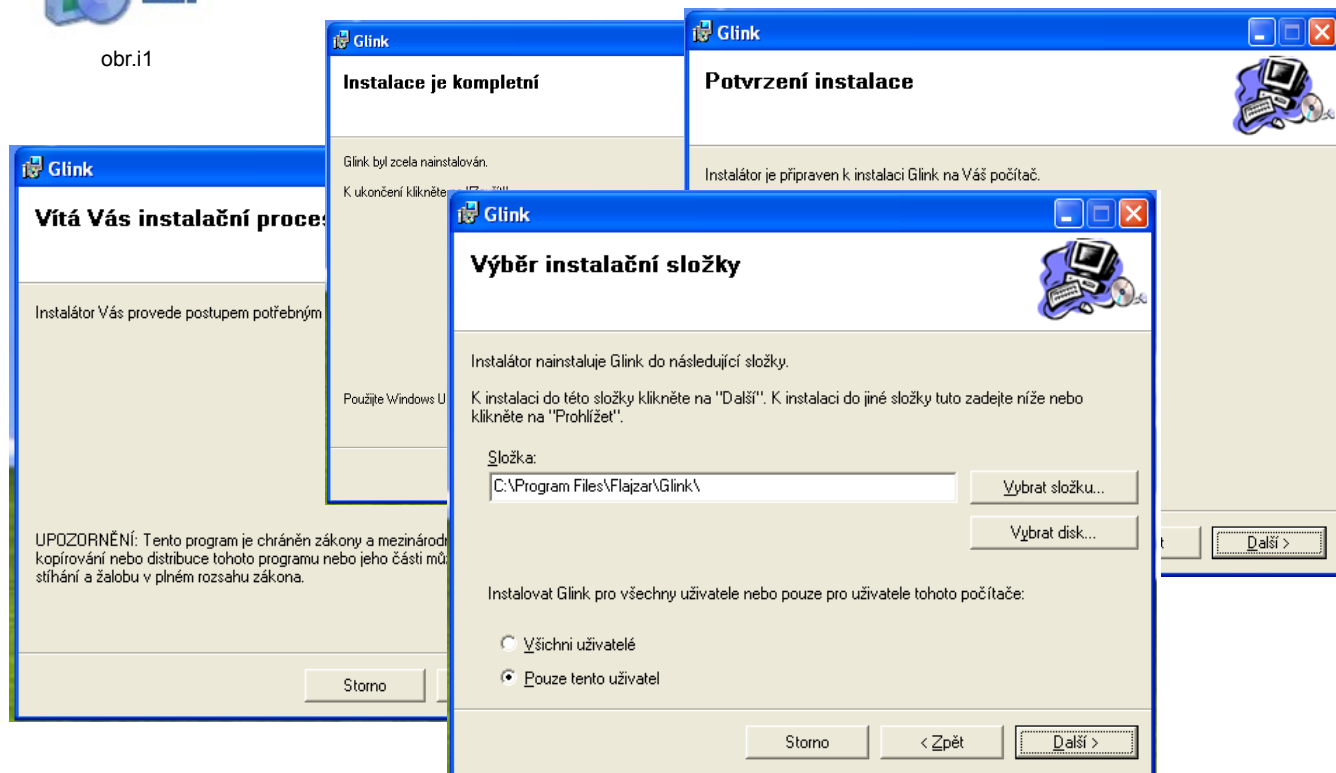 obr.i1
Glink
Instalace je kompletní
Glink byl zcela nainstalován.
K ukončení klikněte
Použijte Windows U
Glink
Potvrzení instalace
Instalátor je připraven k instalaci Glink na Váš počítač.
Další >
Glink
Vítá Vás instalační proces
Instalátor Vás provede postupem potřebným
UPOZORNĚNÍ: Tento program je chráněn zákony a mezinárodn
kopírování nebo distribuce tohoto programu nebo jeho části můž
stíhání a žalobu v plném rozsahu zákona.
Storno
Glink
Výběr instalační složky
Instalátor nainstaluje Glink do následující složky.
K instalaci do této složky klikněte na "Další". K instalaci do jiné složky tuto zadejte níže nebo
klikněte na "Prohlížet".
Složka:
C:\Program Files\Flajzar\Glink\
Vybrat složku...
Vybrat disk...
Instalovat Glink pro všechny uživatele nebo pouze pro uživatele tohoto počítače:
Všichni uživatelé
Pouze tento uživatel
Storno
< Zpět
Další >